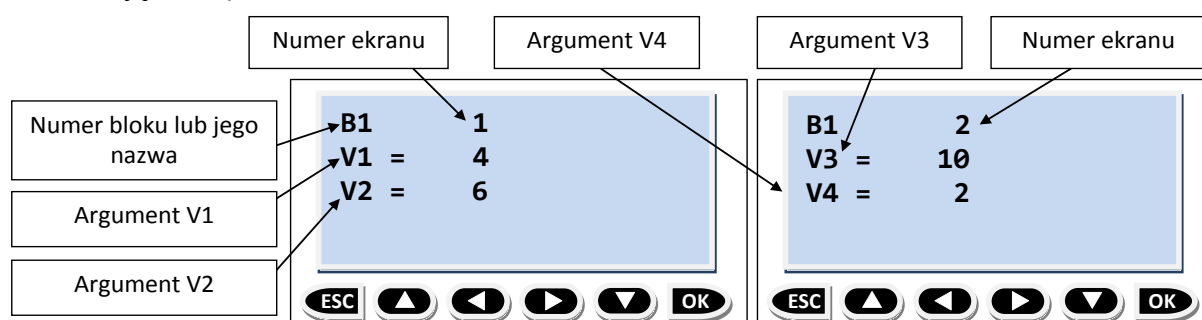 Numer ekranu
Argument V4
Argument V3
Numer ekranu
Numer bloku lub jego
nazwa
Argument V1
Argument V2
B1 1
V1 = 4
V2 = 6
B1 2
V3 = 10
V4 = 2
ESC OK
ESC OK